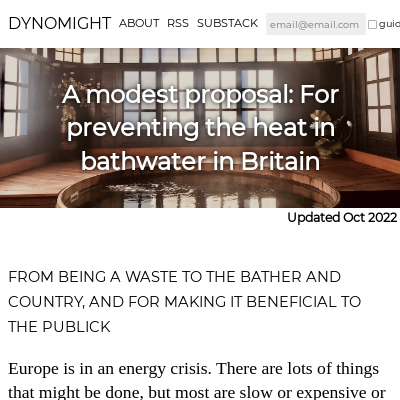 DYNOMIGHT ABOUT RSS SUBSTACK email@email.com guid
A modest proposal: For
preventing the heat in
bathwater in Britain
Updated Oct 2022
FROM BEING A WASTE TO THE BATHER AND
COUNTRY, AND FOR MAKING IT BENEFICIAL TO
THE PUBLICK
Europe is in an energy crisis. There are lots of things
that might be done, but most are slow or expensive or